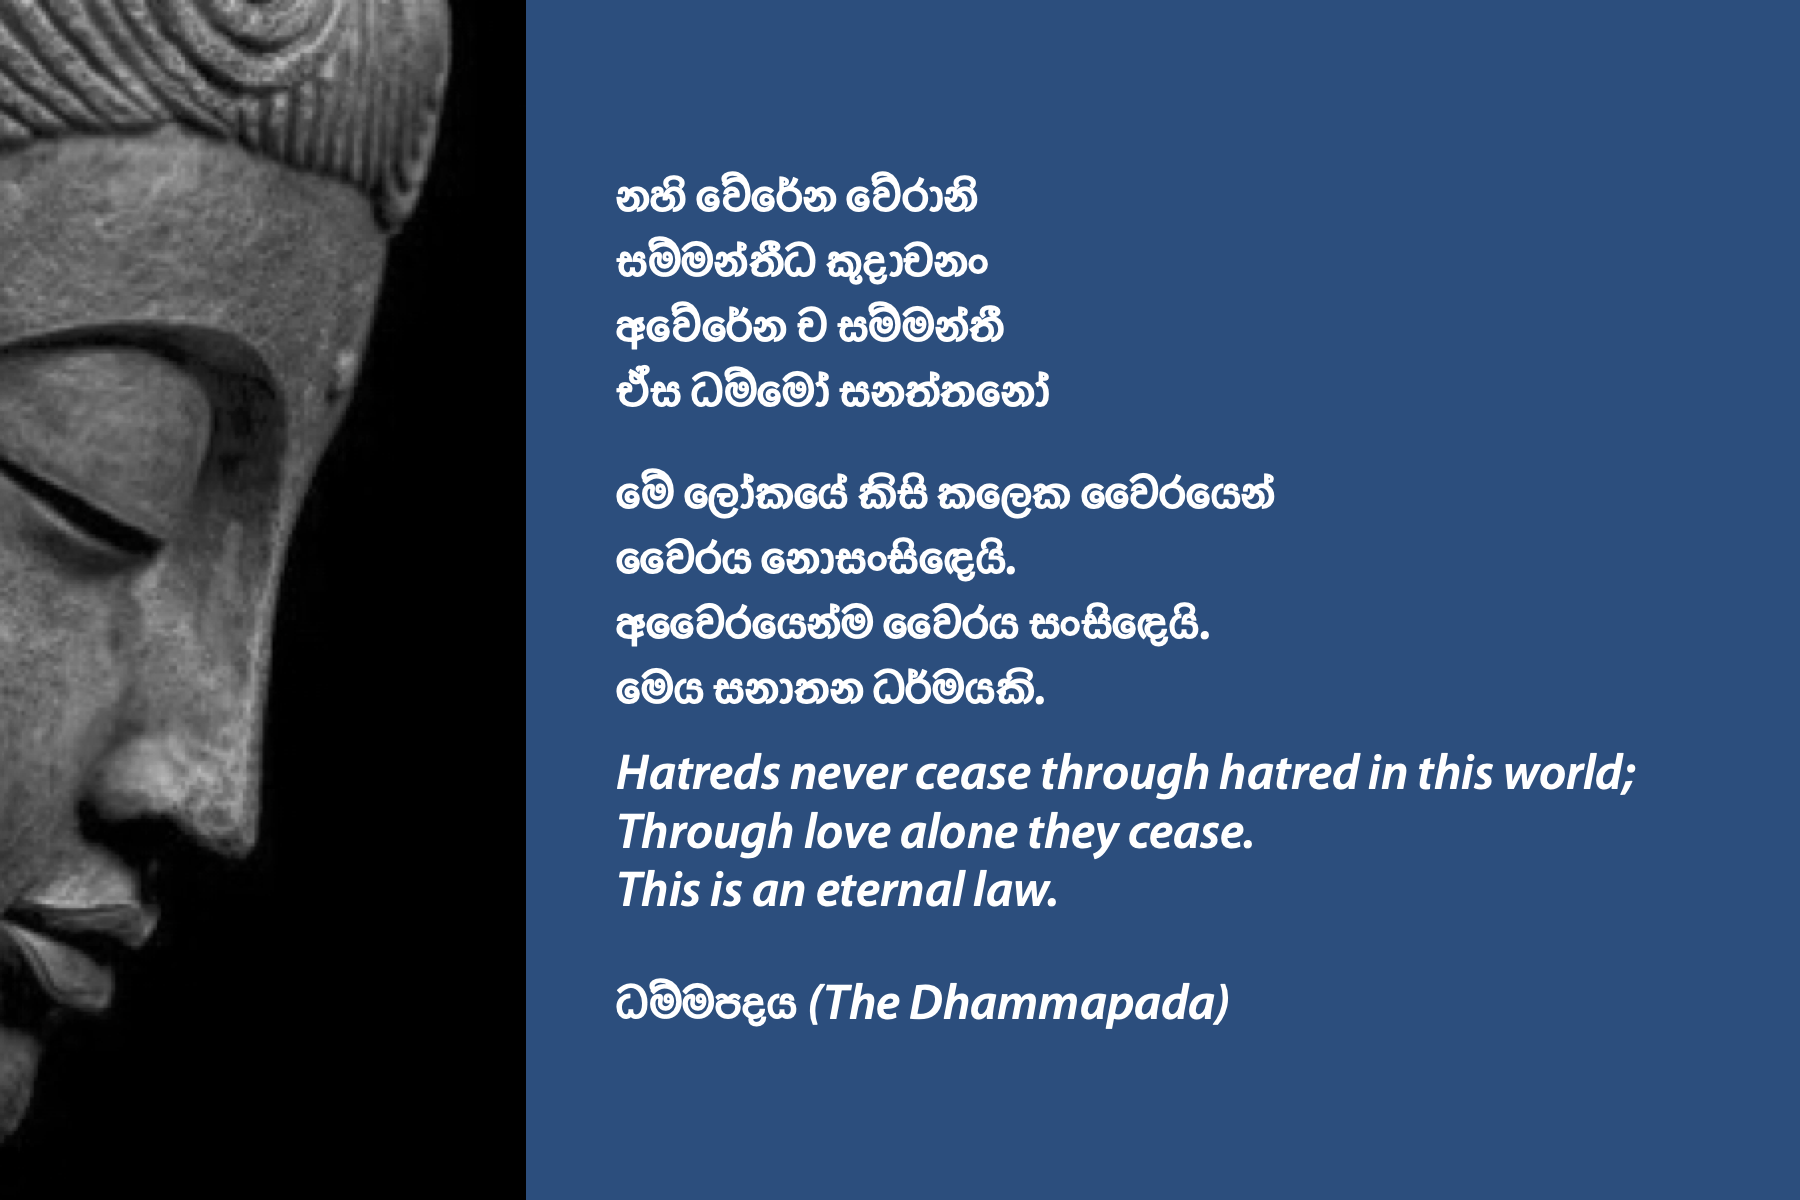 නහි වේරේන වේරානි
සම්මන්තීධ කුදාචනං
අවේරේන ච සම්මන්තී
ඒස ධම්මෝ සනත්තනෝ
මේ ලෝකයේ කිසි කලෙක වෛරයෙන්
වෛරය නොසංසිඳෙයි.
අවෛරයෙන්ම වෛරය සංසිඳෙයි.
මෙය සනාතන ධර්මයකි.
Hatreds never cease through hatred in this world;
Through love alone they cease.
This is an eternal law.
ධම්මපදය (The Dhammapada)